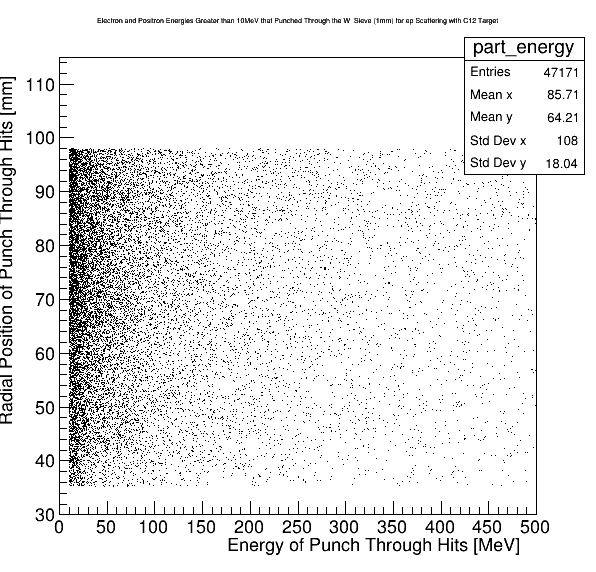 Electron and Positron Energies Greater than 10MeV that Punched Through the W Sieve (1mm) for ep Scattering with C12 Target
part_energy
Entries 47171
Mean x 85.71
Mean y 64.21
Std Dev x 108
Std Dev y 18.04
Radial Position of Punch Through Hits [mm]
110
100
90
80
70
60
50
40
30
0 50 100 150 200 250 300 350 400 450 500
Energy of Punch Through Hits [MeV]